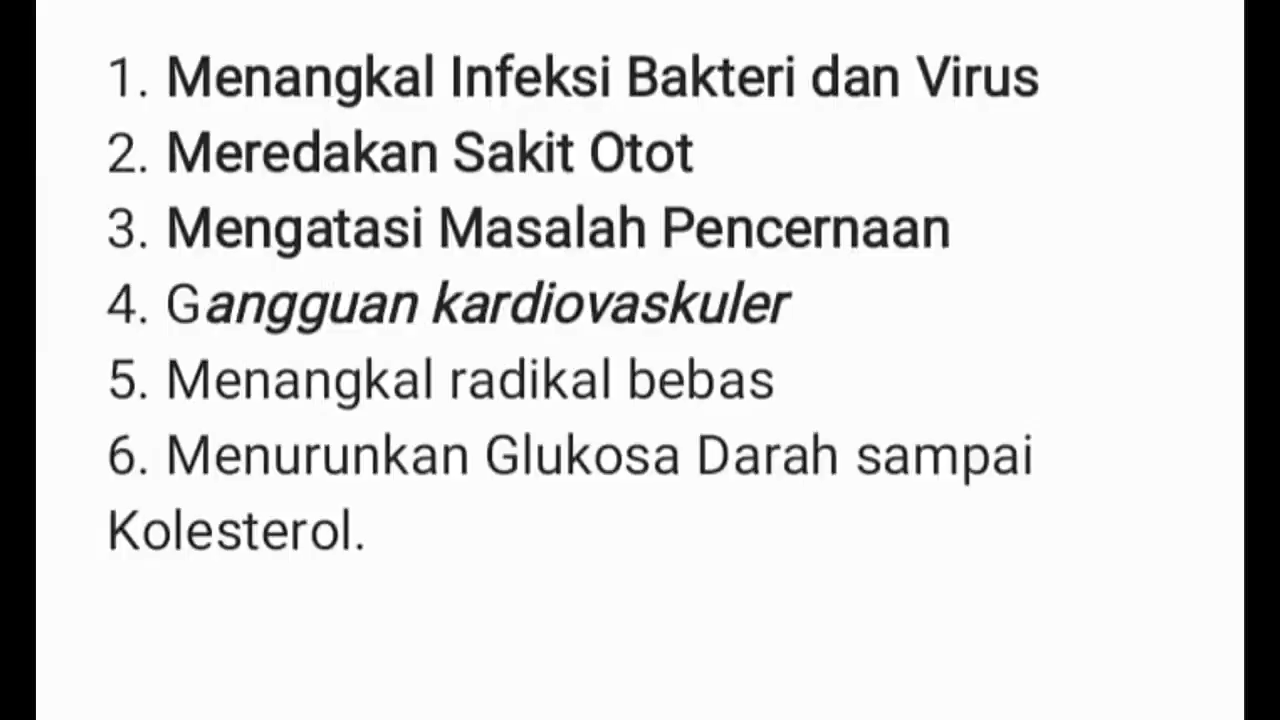 1. Menangkal Infeksi Bakteri dan Virus
2. Meredakan Sakit Otot
3. Mengatasi Masalah Pencernaan
4. Gangguan kardiovaskuler
5. Menangkal radikal bebas
6. Menurunkan Glukosa Darah sampai
Kolesterol.